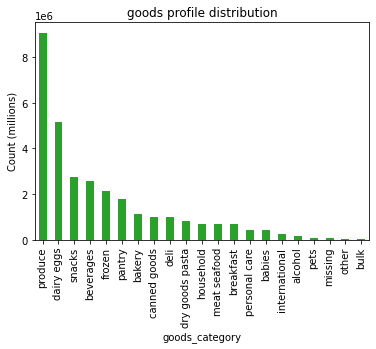 goods profile distribution
1e6
Count (millions)
8
6
4
2
0
produce
dairy eggs
snacks
beverages
frozen
pantry
bakery
canned goods
deli
dry goods pasta
household
meat seafood
breakfast
personal care
babies
international
alcohol
pets
missing
other
bulk
goods_category